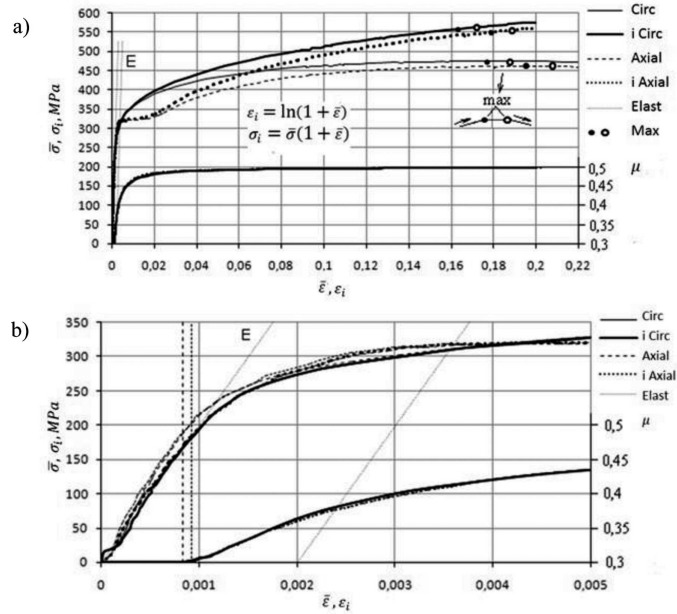 a)
σ̄, σᵢ, MPa
600
550
500
450
400
350
300
250
200
150
100
50
0
E
εᵢ = ln(1 + ε̄)
σᵢ = σ̄(1 + ε̄)
max
0 0,02 0,04 0,06 0,08 0,1 0,12 0,14 0,16 0,18 0,2 0,22
ε̄ , εᵢ
Circ
i Circ
Axial
i Axial
Elast
Max
μ
0,5
0,45
0,4
0,35
0,3
b)
σ̄, σᵢ, MPa
350
300
250
200
150
100
50
0
E
0 0,001 0,002 0,003 0,004 0,005
ε̄ , εᵢ
Circ
i Circ
Axial
i Axial
Elast
μ
0,5
0,45
0,4
0,35
0,3